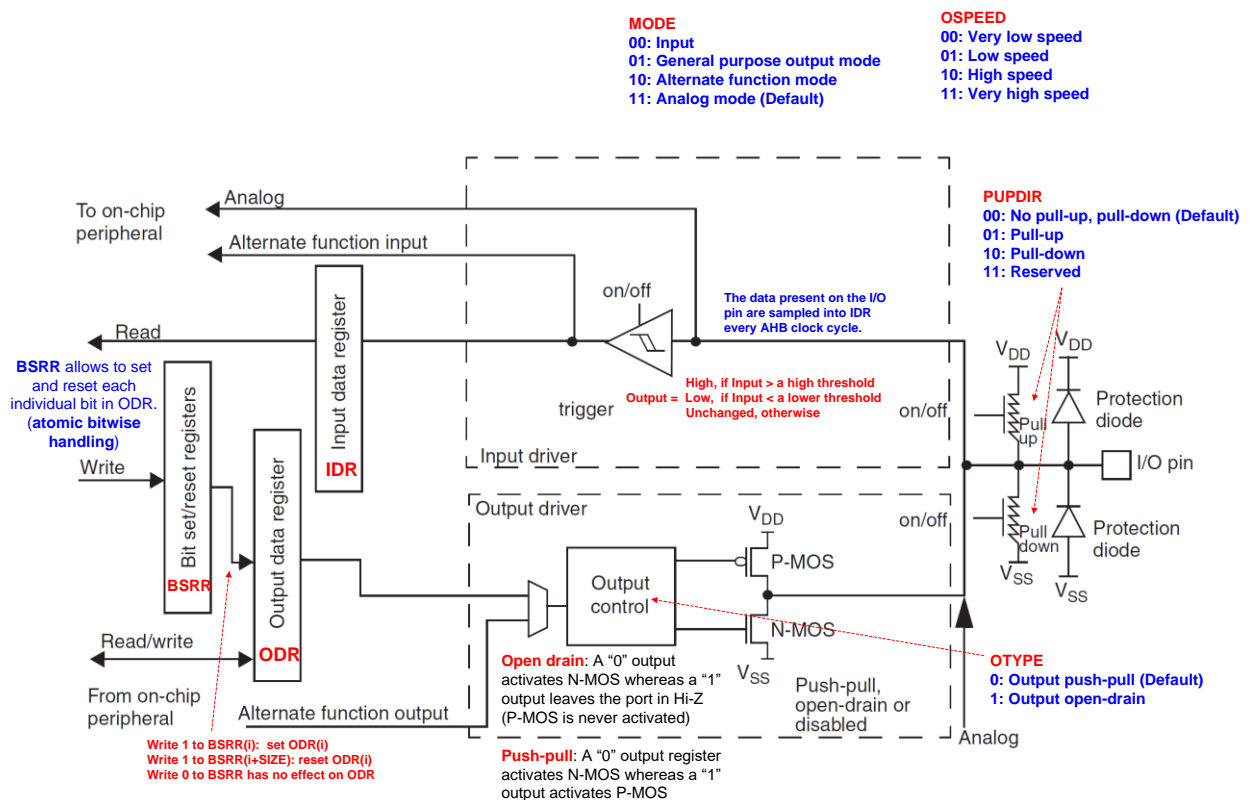 MODE
00: Input
01: General purpose output mode
10: Alternate function mode
11: Analog mode (Default)
OSPEED
00: Very low speed
01: Low speed
10: High speed
11: Very high speed
PUPDIR
00: No pull-up, pull-down (Default)
01: Pull-up
10: Pull-down
11: Reserved
To on-chip
peripheral
Analog
Alternate function input
Read
on/off
The data present on the I/O
pin are sampled into IDR
every AHB clock cycle.
High, if Input > a high threshold
Output = Low, if Input < a lower threshold
Unchanged, otherwise
trigger
Input driver
on/off
VDD
VDD
Pull
up
Protection
diode
I/O pin
on/off
Pull
down
Protection
diode
VSS
VSS
BSRR allows to set
and reset each
individual bit in ODR.
(atomic bitwise
handling)
Write
Bit set/reset registers
BSRR
Input data register
IDR
Output data register
ODR
Read/write
From on-chip
peripheral
Alternate function output
Output driver
Output
control
VDD
P-MOS
N-MOS
VSS
Push-pull,
open-drain or
disabled
Open drain: A “0” output
activates N-MOS whereas a “1”
output leaves the port in Hi-Z
(P-MOS is never activated)
OTYPE
0: Output push-pull (Default)
1: Output open-drain
Analog
Write 1 to BSRR(i): set ODR(i)
Write 1 to BSRR(i+SIZE): reset ODR(i)
Write 0 to BSRR has no effect on ODR
Push-pull: A “0” output register
activates N-MOS whereas a “1”
output activates P-MOS